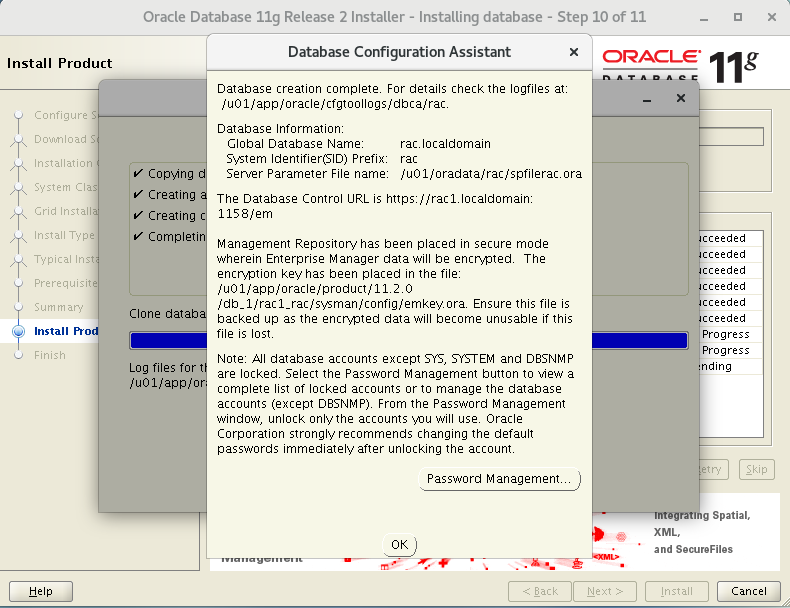 Oracle Database 11g Release 2 Installer - Installing database - Step 10 of 11
Install Product
ORACLE
DATABASE 11g
Configure S
Download S
Installation
System Clas
Grid Installa
Install Type
Typical Insta
Prerequisite
Summary
Install Prod
Finish
Copying d
Creating a
Creating c
Completin
Clone databa
Log files for t
/u01/app/or
Database Configuration Assistant
Database creation complete. For details check the logfiles at:
/u01/app/oracle/cfgtoollogs/dbca/rac.
Database Information:
Global Database Name: rac.localdomain
System Identifier(SID) Prefix: rac
Server Parameter File name: /u01/oradata/rac/spfilerac.ora
The Database Control URL is https://rac1.localdomain:
1158/em
Management Repository has been placed in secure mode
wherein Enterprise Manager data will be encrypted. The
encryption key has been placed in the file:
/u01/app/oracle/product/11.2.0
/db_1/rac1_rac/sysman/config/emkey.ora. Ensure this file is
backed up as the encrypted data will become unusable if this
file is lost.
Note: All database accounts except SYS, SYSTEM and DBSNMP
are locked. Select the Password Management button to view a
complete list of locked accounts or to manage the database
accounts (except DBSNMP). From the Password Management
window, unlock only the accounts you will use. Oracle
Corporation strongly recommends changing the default
passwords immediately after unlocking the account.
Password Management...
OK
ucceeded
ucceeded
ucceeded
ucceeded
ucceeded
ucceeded
Progress
Progress
nding
etry
Skip
Management
<XML>
Integrating Spatial,
XML,
and SecureFiles
Help
< Back
Next >
Install
Cancel